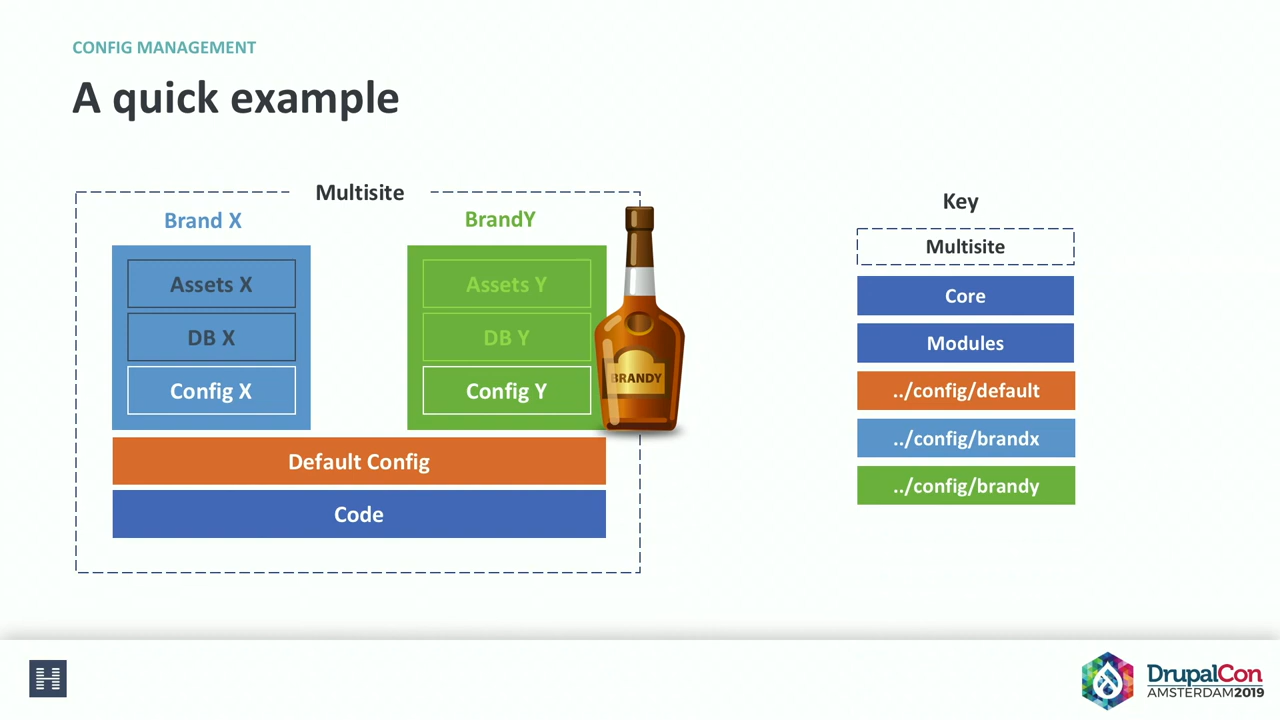 CONFIG MANAGEMENT
A quick example
Multisite
Brand X
BrandY
Assets X
DB X
Config X
Assets Y
DB Y
Config Y
BRANDY
Default Config
Code
Key
Multisite
Core
Modules
../config/default
../config/brandx
../config/brandy
DrupalCon
AMSTERDAM2019